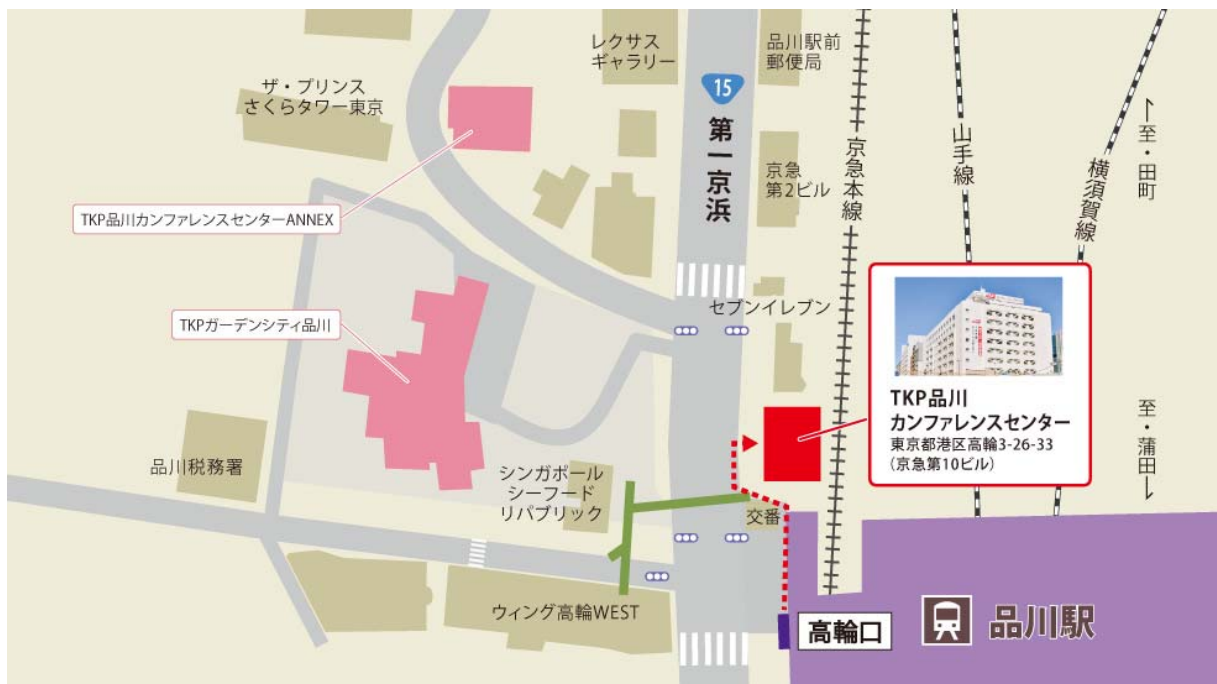 レクサス
ギャラリー
品川駅前
郵便局
ザ・プリンス
さくらタワー東京
15
第一京浜
京急
第2ビル
京急本線
山手線
横須賀線
至・田町
TKP品川カンファレンスセンターANNEX
セブンイレブン
TKPガーデンシティ品川
TKP品川
カンファレンスセンター
東京都港区高輪3-26-33
(京急第10ビル)
至・蒲田
品川税務署
シンガポール
シーフード
リパブリック
交番
ウィング高輪WEST
高輪口
品川駅